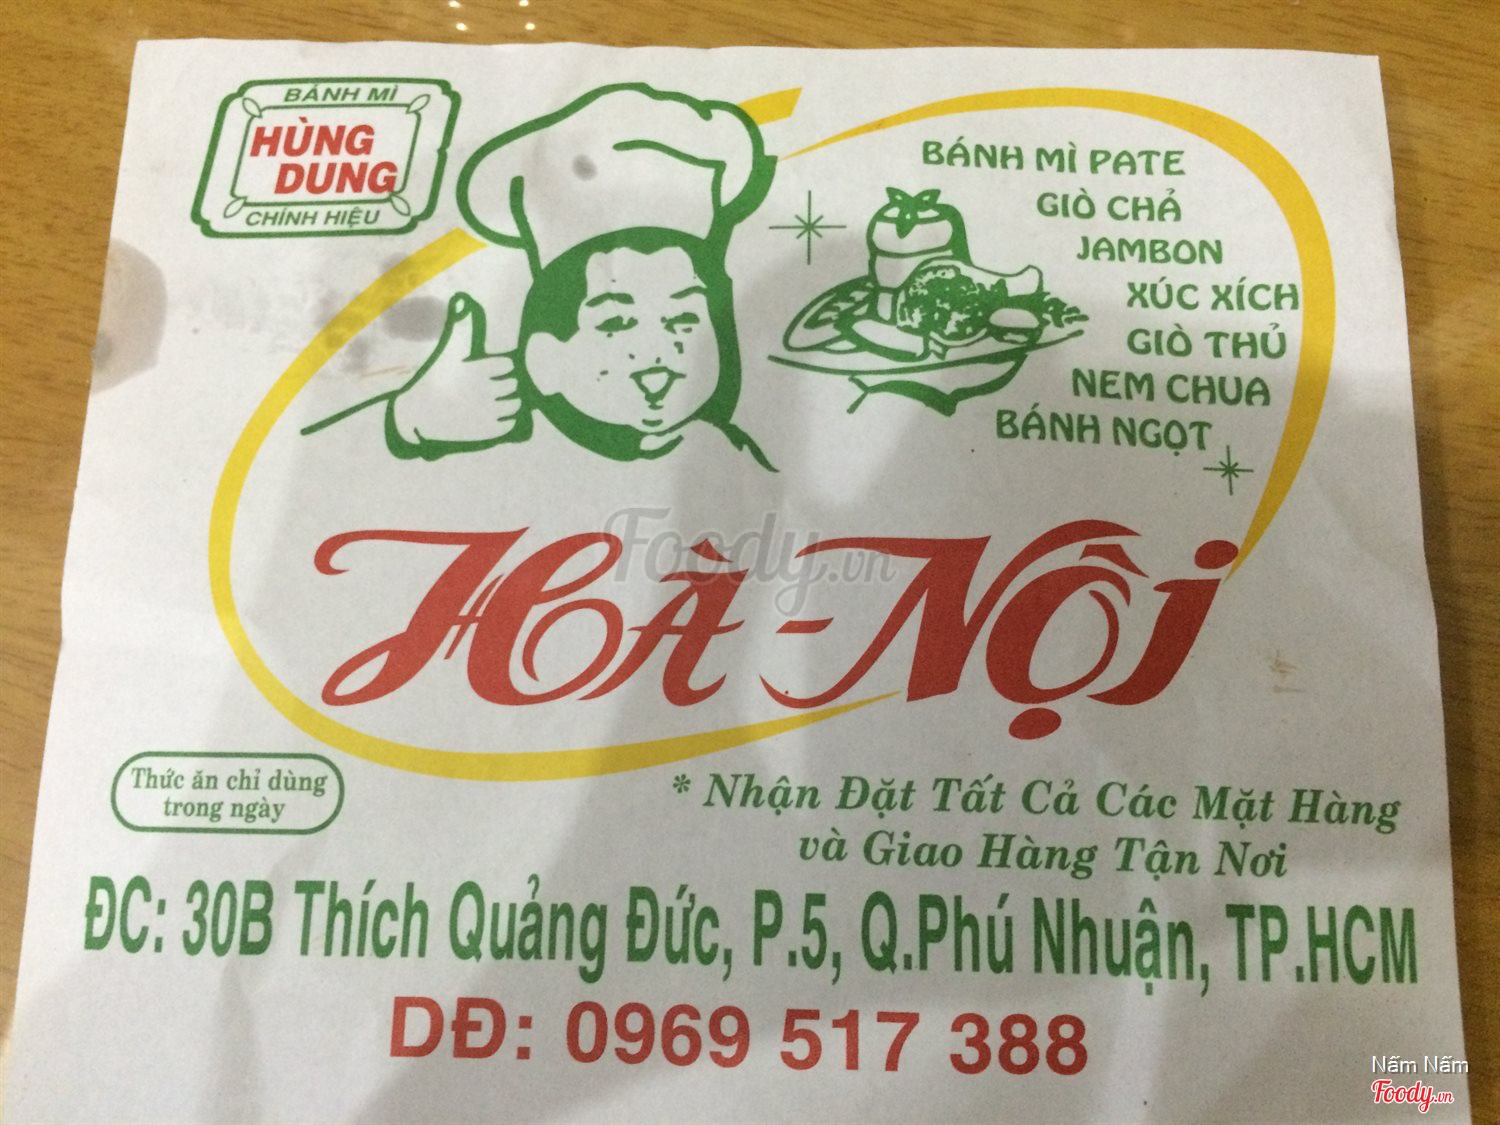 BÁNH MÌ
HÙNG
DUNG
CHÍNH HIỆU
BÁNH MÌ PATE
GIÒ CHẢ
JAMBON
XÚC XÍCH
GIÒ THỦ
NEM CHUA
BÁNH NGỌT
HÀ-NỘI
Foody.vn
Thức ăn chỉ dùng
trong ngày
* Nhận Đặt Tất Cả Các Mặt Hàng
và Giao Hàng Tận Nơi
ĐC: 30B Thích Quảng Đức, P.5, Q.Phú Nhuận, TP.HCM
DĐ: 0969 517 388
Nấm Nấm
Foody.vn